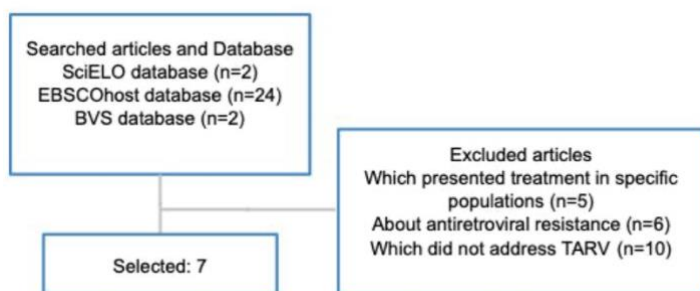 Searched articles and Database
SciELO database (n=2)
EBSCOhost database (n=24)
BVS database (n=2)
Excluded articles
Which presented treatment in specific
populations (n=5)
About antiretroviral resistance (n=6)
Which did not address TARV (n=10)
Selected: 7